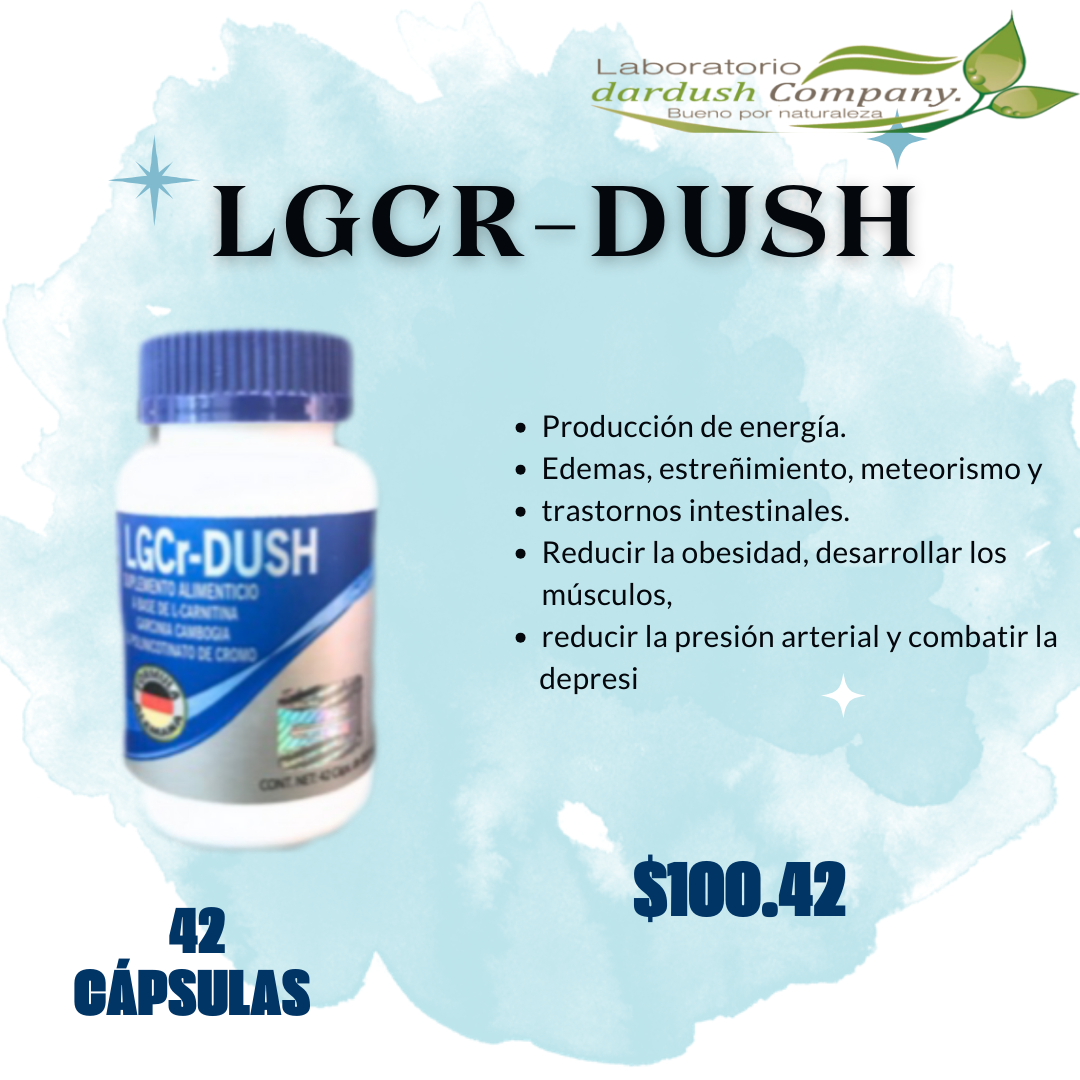 Laboratorio
dardush Company.
Bueno por naturaleza
LGCR-DUSH
LGCr-DUSH
SUPLEMENTO ALIMENTICIO
A BASE DE L-CARNITINA
GARCINIA CAMBOGIA
POLINICOTINATO DE CROMO
CONT. NET. 42 Caps
• Producción de energía.
• Edemas, estreñimiento, meteorismo y
• trastornos intestinales.
• Reducir la obesidad, desarrollar los
músculos,
• reducir la presión arterial y combatir la
depresi
$100.42
42
CÁPSULAS